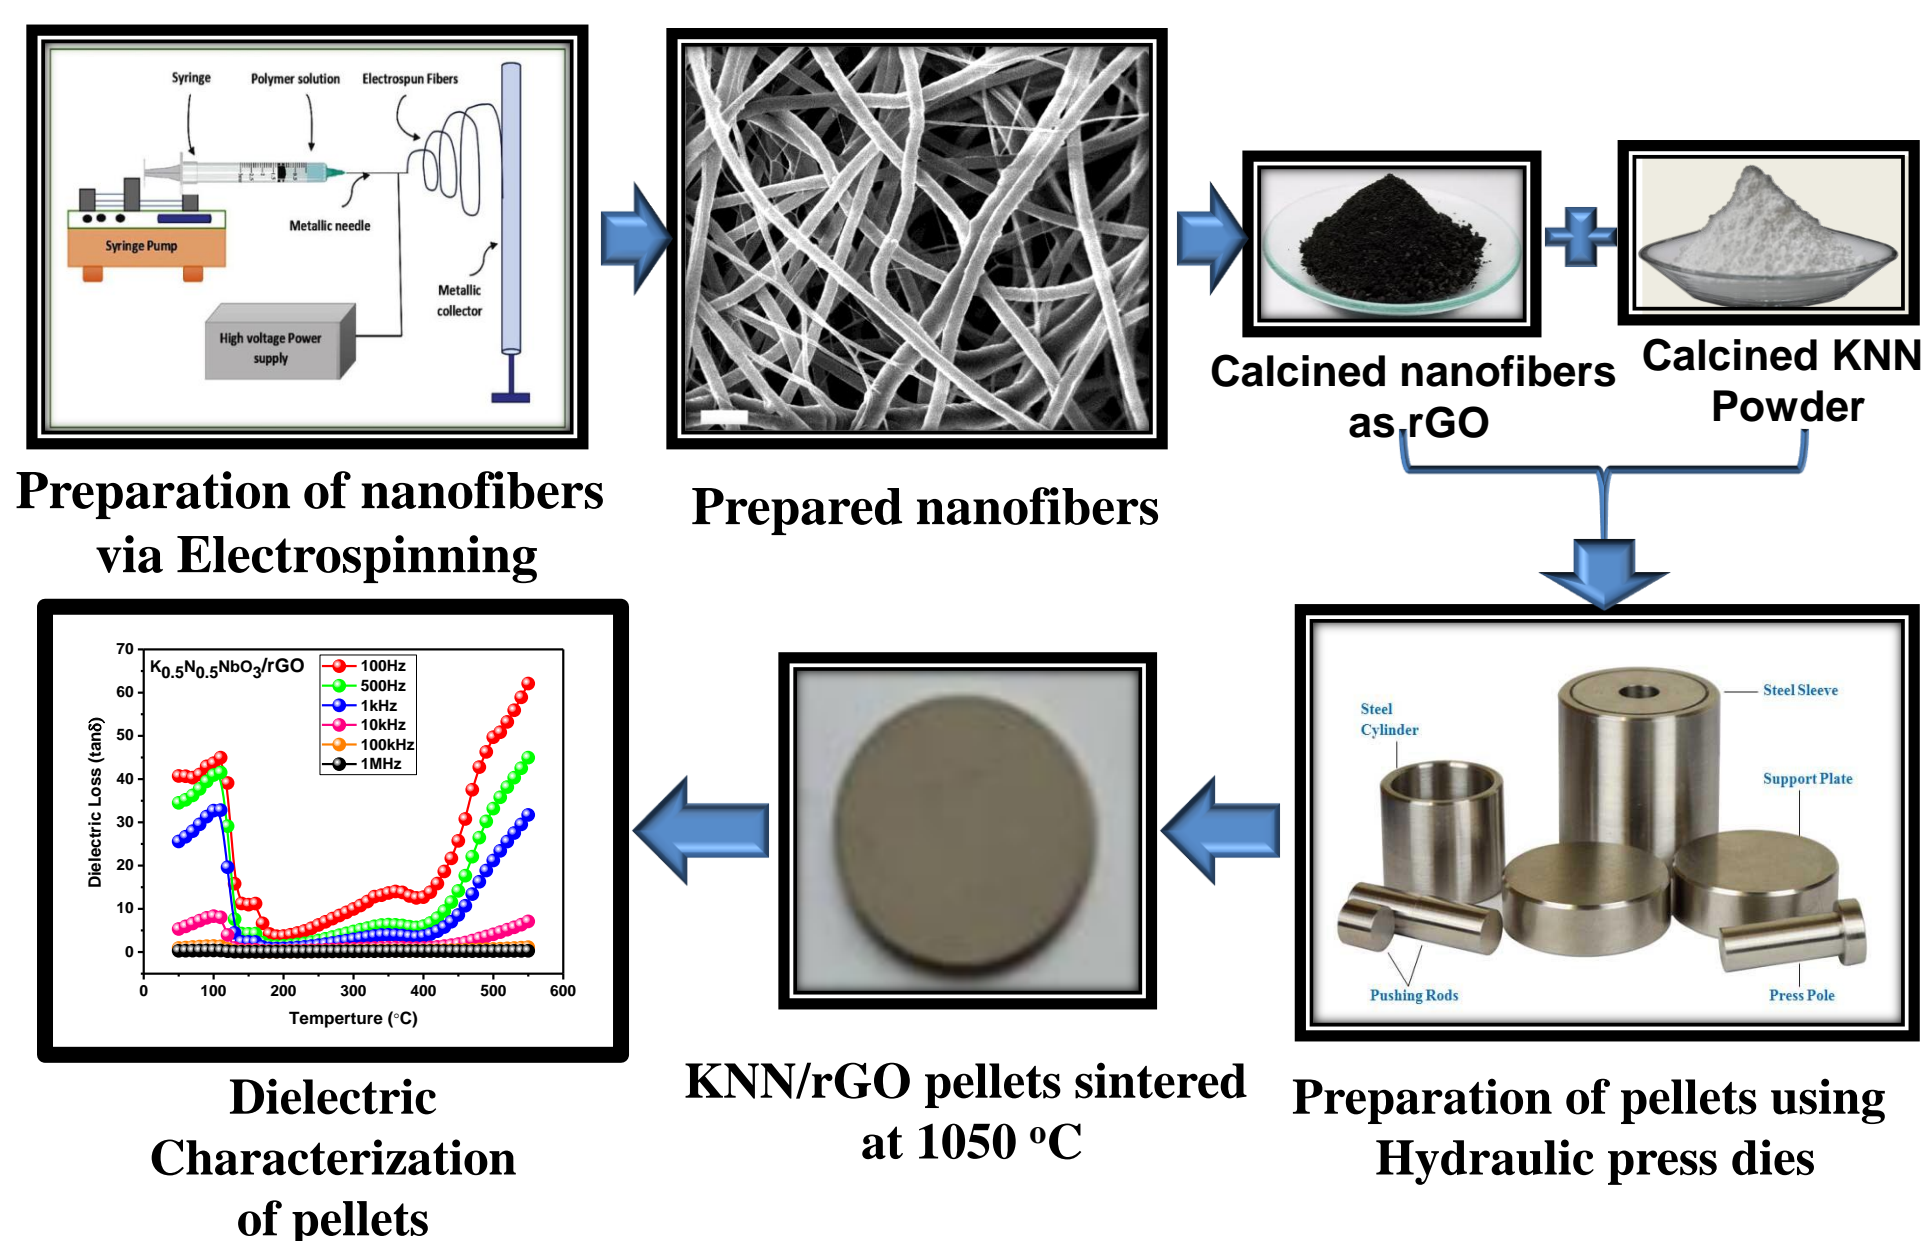 Syringe
Polymer solution
Electrospun Fibers
Metallic needle
Syringe Pump
Metallic
collector
High voltage Power
supply
Preparation of nanofibers
via Electrospinning
Prepared nanofibers
Calcined nanofibers
as rGO
Calcined KNN
Powder
Steel Sleeve
Steel
Cylinder
Support Plate
Pushing Rods
Press Pole
Preparation of pellets using
Hydraulic press dies
KNN/rGO pellets sintered
at 1050 °C
K0.5N0.5NbO3/rGO
100Hz
500Hz
1kHz
10kHz
100kHz
1MHz
70
60
50
40
30
20
10
0
Dielectric Loss (tanδ)
0 100 200 300 400 500 600
Temperture (°C)
Dielectric
Characterization
of pellets